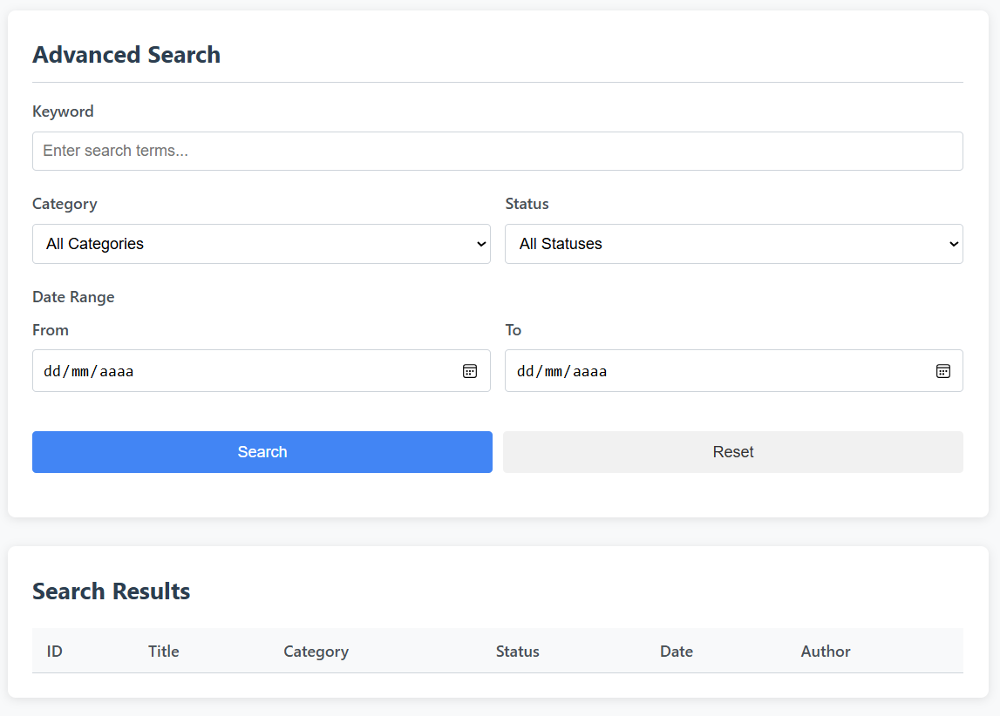 Advanced Search
Keyword
Enter search terms...
Category Status
All Categories All Statuses
Date Range
From To
dd/mm/aaaa dd/mm/aaaa
Search Reset
Search Results
ID Title Category Status Date Author